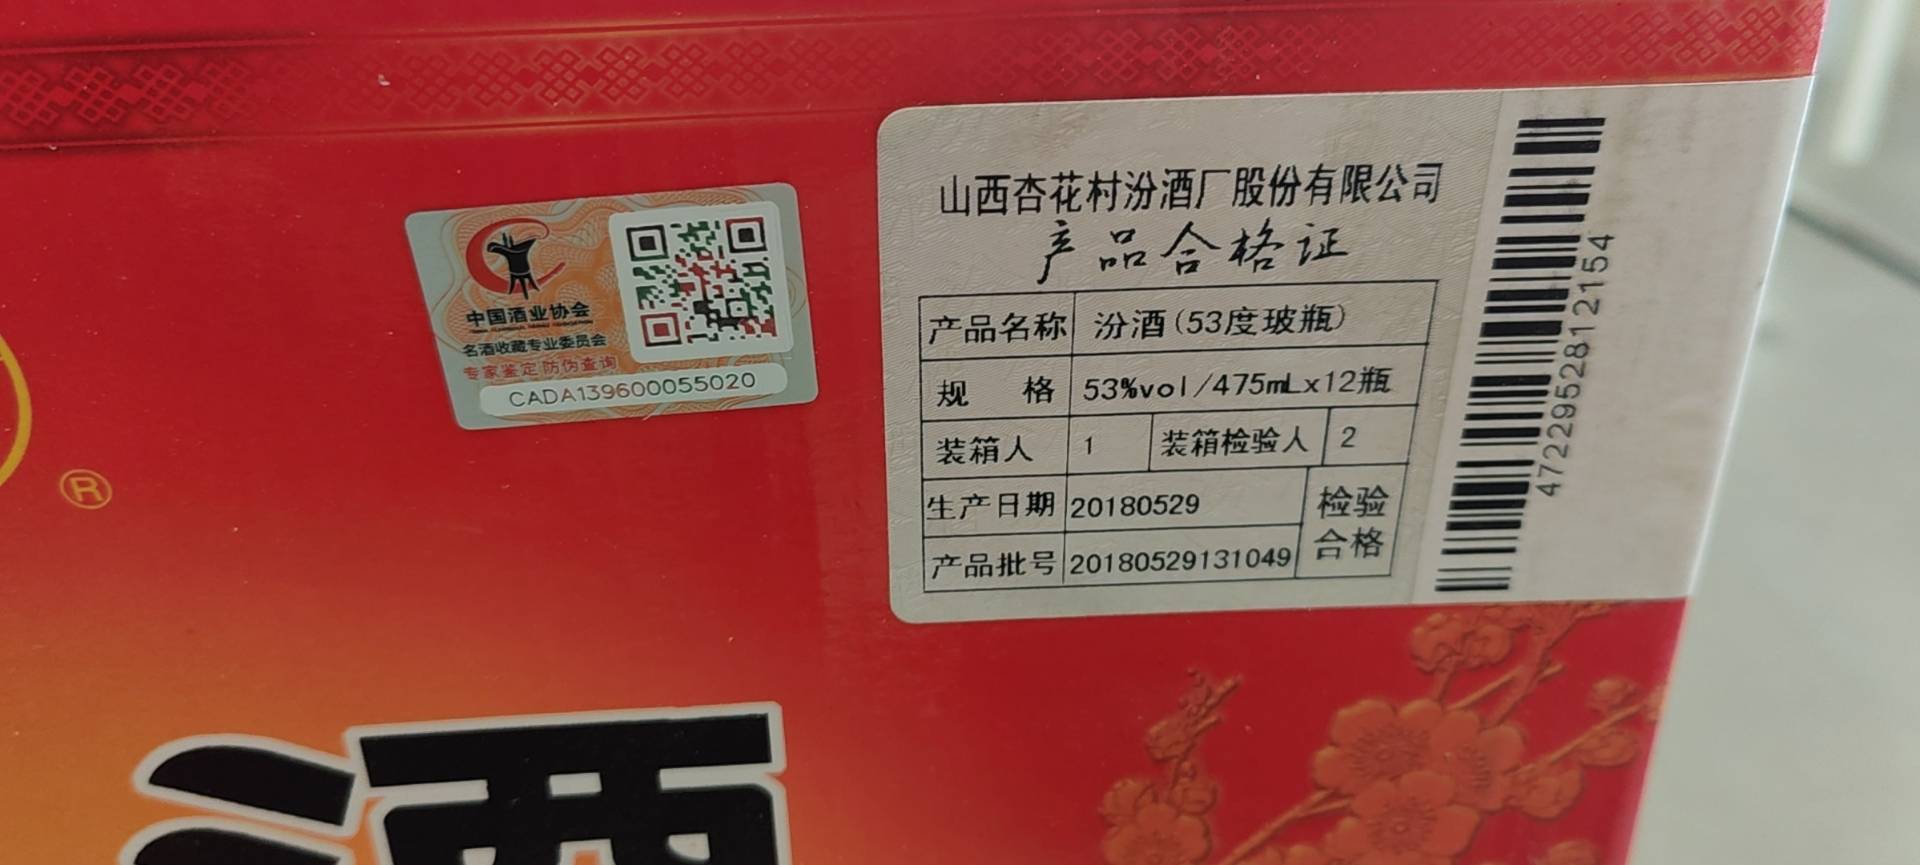 中国酒业协会
名酒收藏专业委员会
专家鉴定 防伪查询
CADA139600055020
®
山西杏花村汾酒厂股份有限公司
产品合格证
产品名称 汾酒(53度玻瓶)
规 格 53%vol/475mLx12瓶
装箱人 1 装箱检验人 2
生产日期 20180529 检验
产品批号 20180529131049 合格
4722952812154
酒